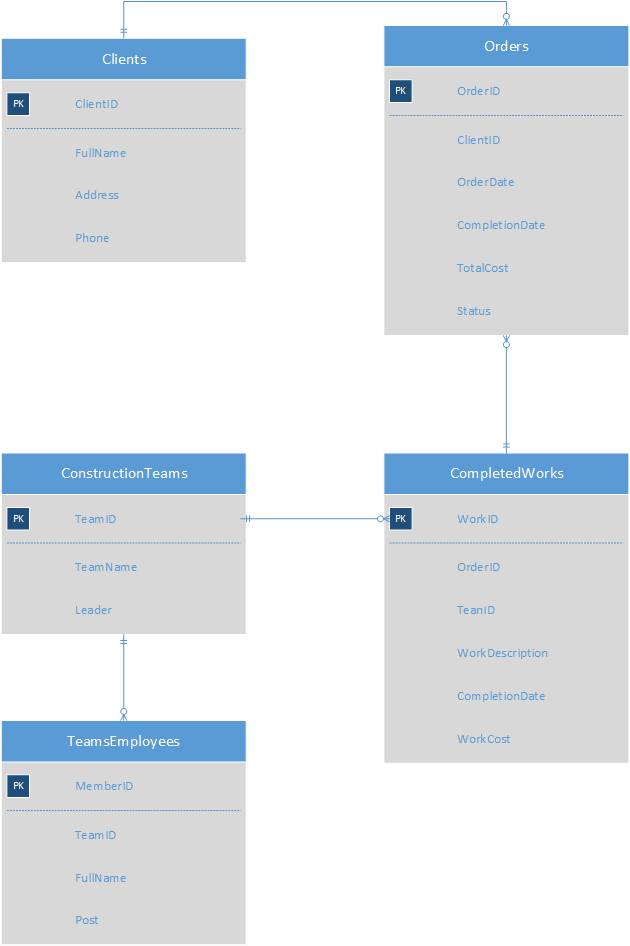 Clients
PK ClientID
FullName
Address
Phone
Orders
PK OrderID
ClientID
OrderDate
CompletionDate
TotalCost
Status
ConstructionTeams
PK TeamID
TeamName
Leader
CompletedWorks
PK WorkID
OrderID
TeanID
WorkDescription
CompletionDate
WorkCost
TeamsEmployees
PK MemberID
TeamID
FullName
Post